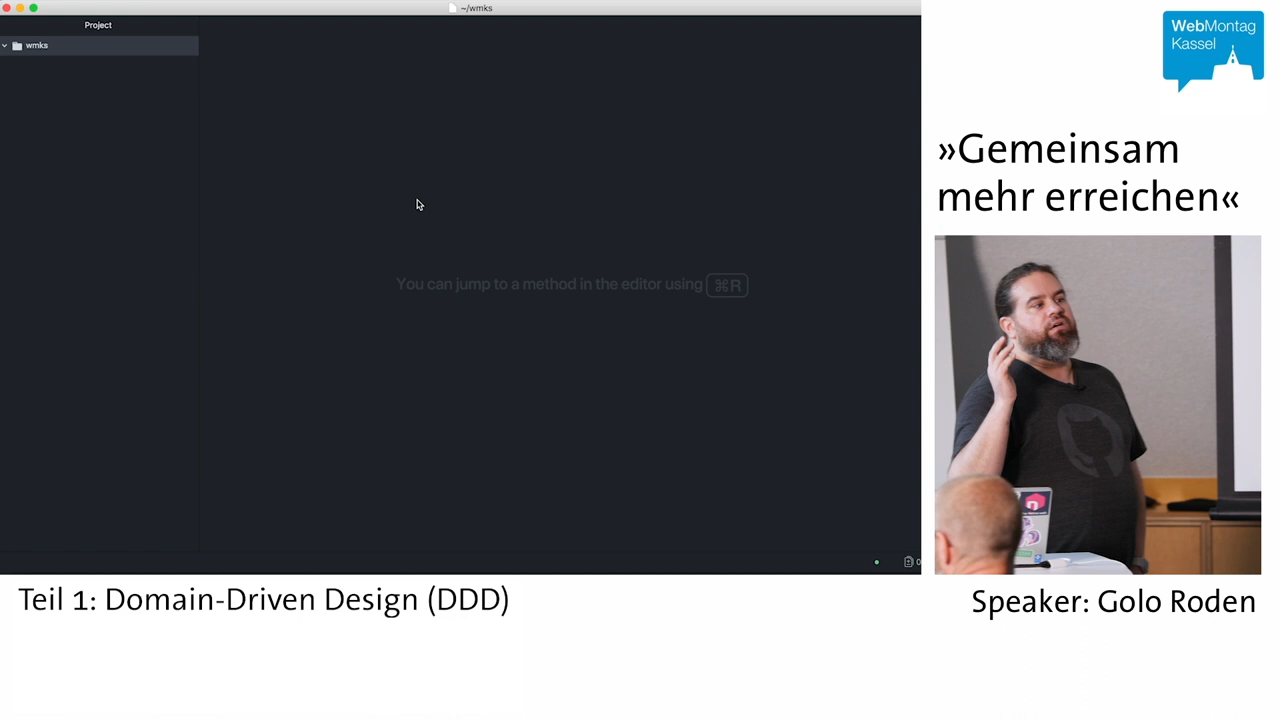 ~/wmks
Project
wmks
You can jump to a method in the editor using ⌘R
0
WebMontag
Kassel
»Gemeinsam
mehr erreichen«
Teil 1: Domain-Driven Design (DDD)
Speaker: Golo Roden